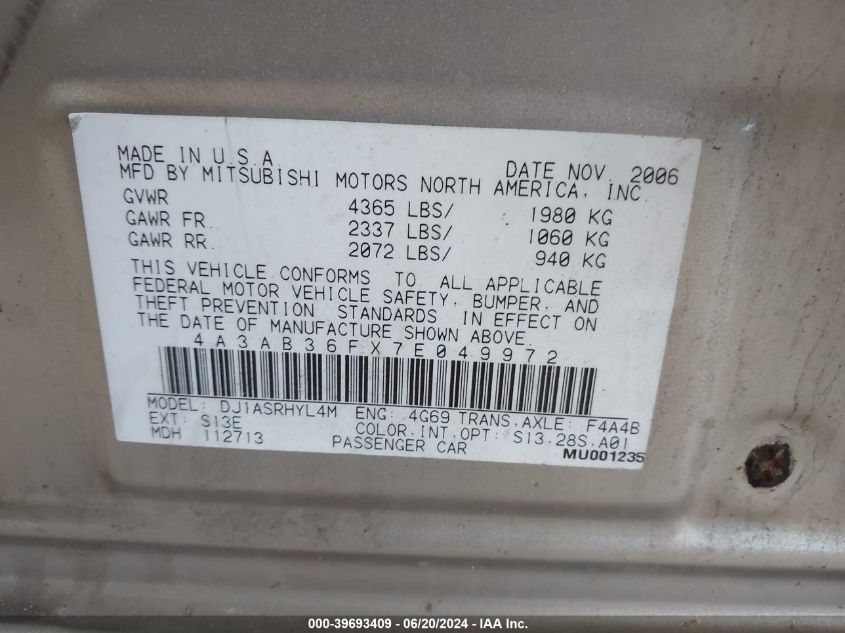 MADE IN U.S.A DATE NOV. 2006
MFD BY MITSUBISHI MOTORS NORTH AMERICA, INC.
GVWR 4365 LBS/ 1980 KG
GAWR FR. 2337 LBS/ 1060 KG
GAWR RR. 2072 LBS/ 940 KG
THIS VEHICLE CONFORMS TO ALL APPLICABLE
FEDERAL MOTOR VEHICLE SAFETY, BUMPER, AND
THEFT PREVENTION STANDARDS IN EFFECT ON
THE DATE OF MANUFACTURE SHOWN ABOVE.
4A3AB36FX7E049972
MODEL: DJ1ASRHYL4M ENG: 4G69 TRANS.AXLE: F4A4B
EXT: S13E COLOR.INT.OPT: S13.28S.A01
MDH 112713 PASSENGER CAR
MU001235
000-39693409 - 06/20/2024 - IAA Inc.